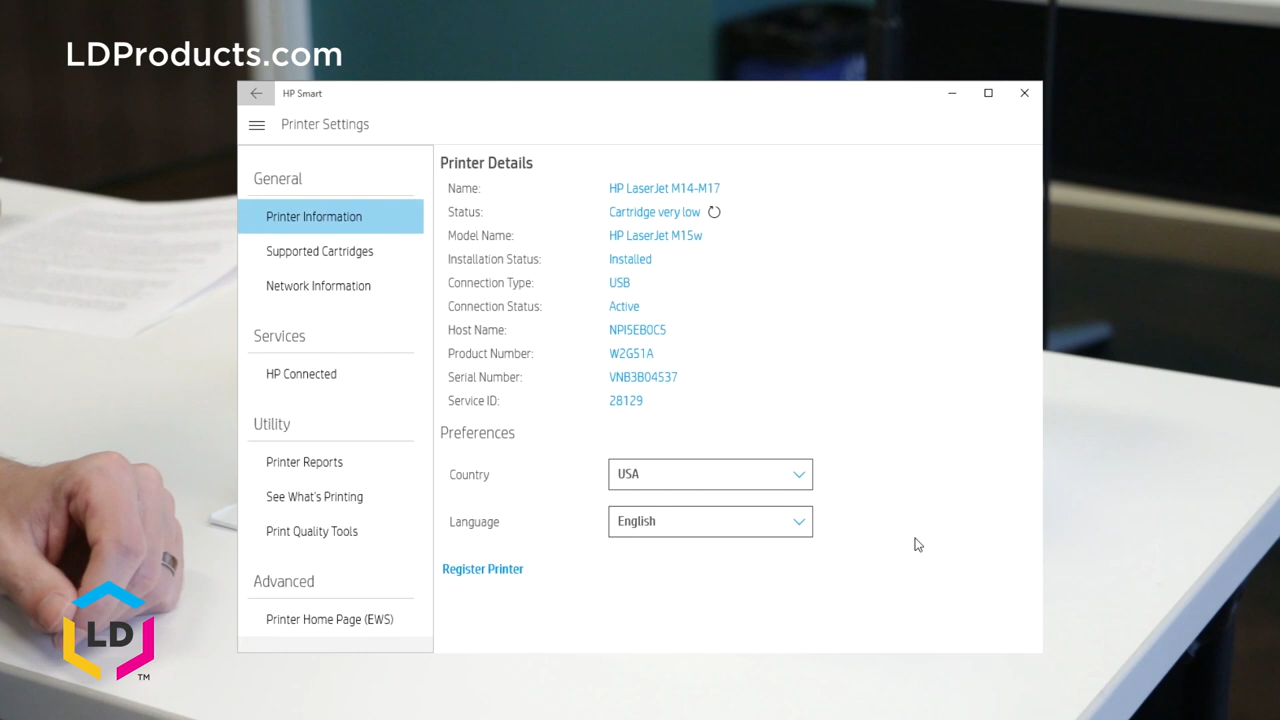 LDProducts.com
HP Smart
Printer Settings
General
Printer Information
Supported Cartridges
Network Information
Services
HP Connected
Utility
Printer Reports
See What's Printing
Print Quality Tools
Advanced
Printer Home Page (EWS)
Printer Details
Name: HP LaserJet M14-M17
Status: Cartridge very low
Model Name: HP LaserJet M15w
Installation Status: Installed
Connection Type: USB
Connection Status: Active
Host Name: NPI5EB0C5
Product Number: W2G51A
Serial Number: VNB3B04537
Service ID: 28129
Preferences
Country USA
Language English
Register Printer
LD
TM